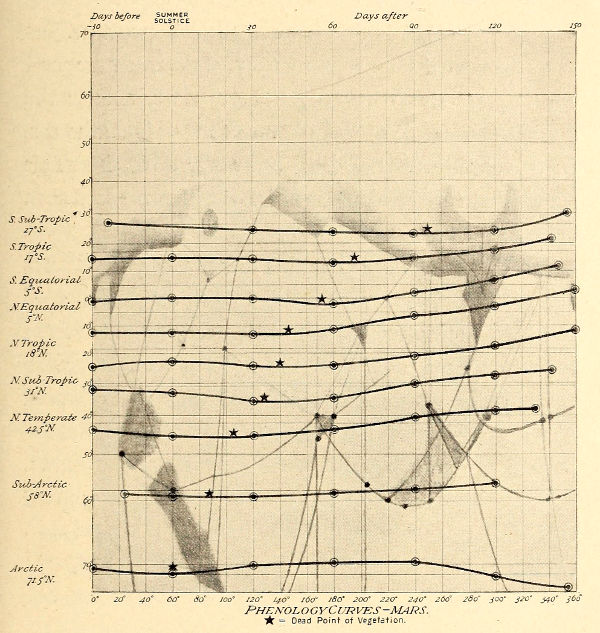 Days before SUMMER SOLSTICE Days after
-30 0 30 60 90 120 150
70
60
50
40
30
S. Sub-Tropic
27°S.
20
S. Tropic
17°S.
10
S. Equatorial
5°S.
0
N. Equatorial
5°N.
10
N Tropic
18°N.
20
N. Sub Tropic
31°N.
30
40
N. Temperate
42.5°N.
50
Sub-Arctic
58°N.
60
Arctic
71.5°N.
70
0° 20° 40° 60° 80° 100° 120° 140° 160° 180° 200° 220° 240° 260° 280° 300° 320° 340° 360°
PHENOLOGY CURVES—MARS.
★ = Dead Point of Vegetation.